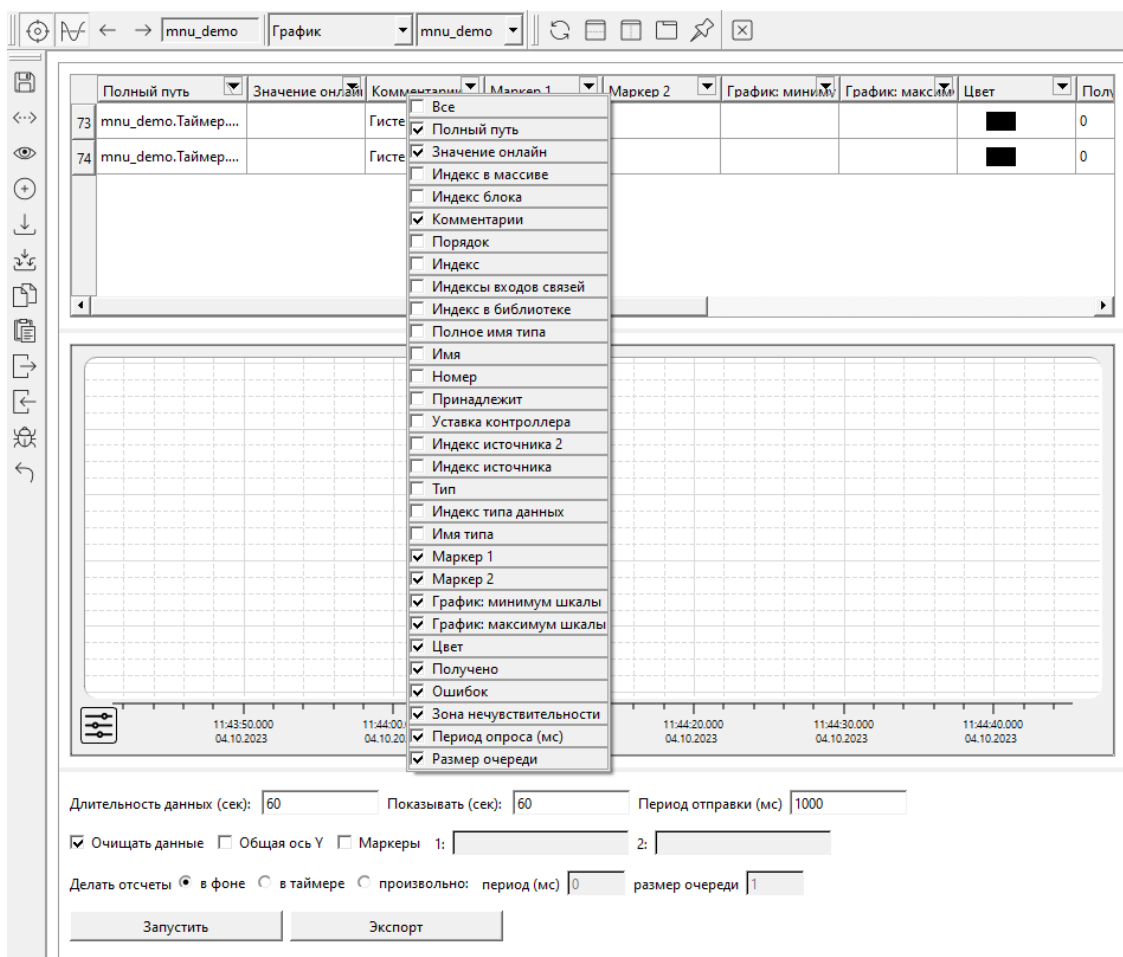 mnu_demo График mnu_demo
Полный путь Значение онлайн Комментарии Маркер 1 Маркер 2 График: миниму График: максим Цвет Полу
73 mnu_demo.Таймер.... Гисте 0
74 mnu_demo.Таймер.... Гисте 0
Все
Полный путь
Значение онлайн
Индекс в массиве
Индекс блока
Комментарии
Порядок
Индекс
Индексы входов связей
Индекс в библиотеке
Полное имя типа
Имя
Номер
Принадлежит
Уставка контроллера
Индекс источника 2
Индекс источника
Тип
Индекс типа данных
Имя типа
Маркер 1
Маркер 2
График: минимум шкалы
График: максимум шкалы
Цвет
Получено
Ошибок
Зона нечувствительности
Период опроса (мс)
Размер очереди
11:43:50.000 11:44:00.0 11:44:20.000 11:44:30.000 11:44:40.000
04.10.2023 04.10.20 04.10.2023 04.10.2023 04.10.2023
Длительность данных (сек): 60 Показывать (сек): 60 Период отправки (мс) 1000
Очищать данные Общая ось Y Маркеры 1: 2:
Делать отсчеты в фоне в таймере произвольно: период (мс) 0 размер очереди 1
Запустить Экспорт